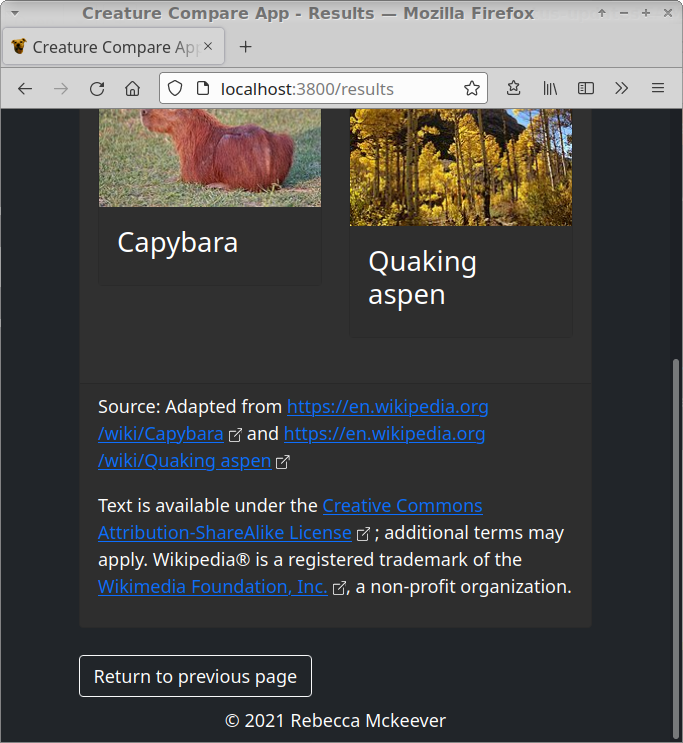 Creature Compare App - Results — Mozilla Firefox
Creature Compare App
localhost:3800/results
Capybara
Quaking
aspen
Source: Adapted from https://en.wikipedia.org
/wiki/Capybara and https://en.wikipedia.org
/wiki/Quaking aspen
Text is available under the Creative Commons
Attribution-ShareAlike License ; additional terms may
apply. Wikipedia® is a registered trademark of the
Wikimedia Foundation, Inc. , a non-profit organization.
Return to previous page
© 2021 Rebecca Mckeever